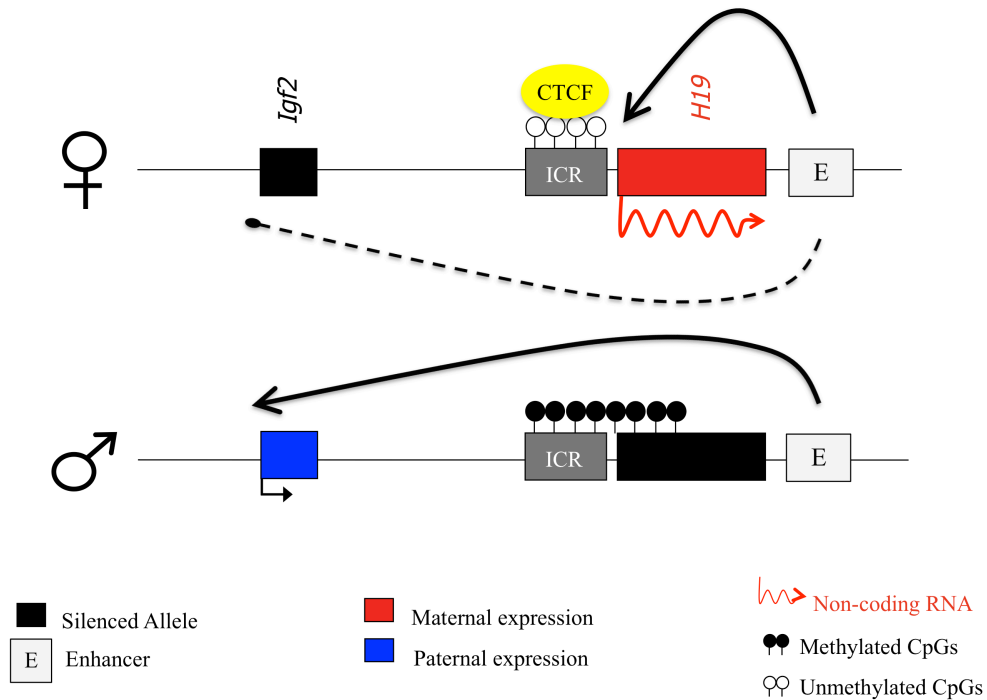 Igf2
CTCF
H19
ICR
E
ICR
E
Silenced Allele
E Enhancer
Maternal expression
Paternal expression
Non-coding RNA
Methylated CpGs
Unmethylated CpGs